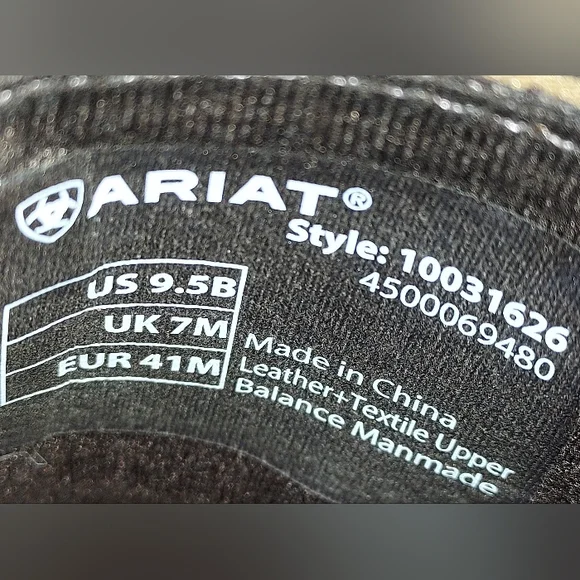 ARIAT®
Style: 10031626
4500069480
US 9.5B
UK 7M
EUR 41M
Made in China
Leather+Textile Upper
Balance Manmade